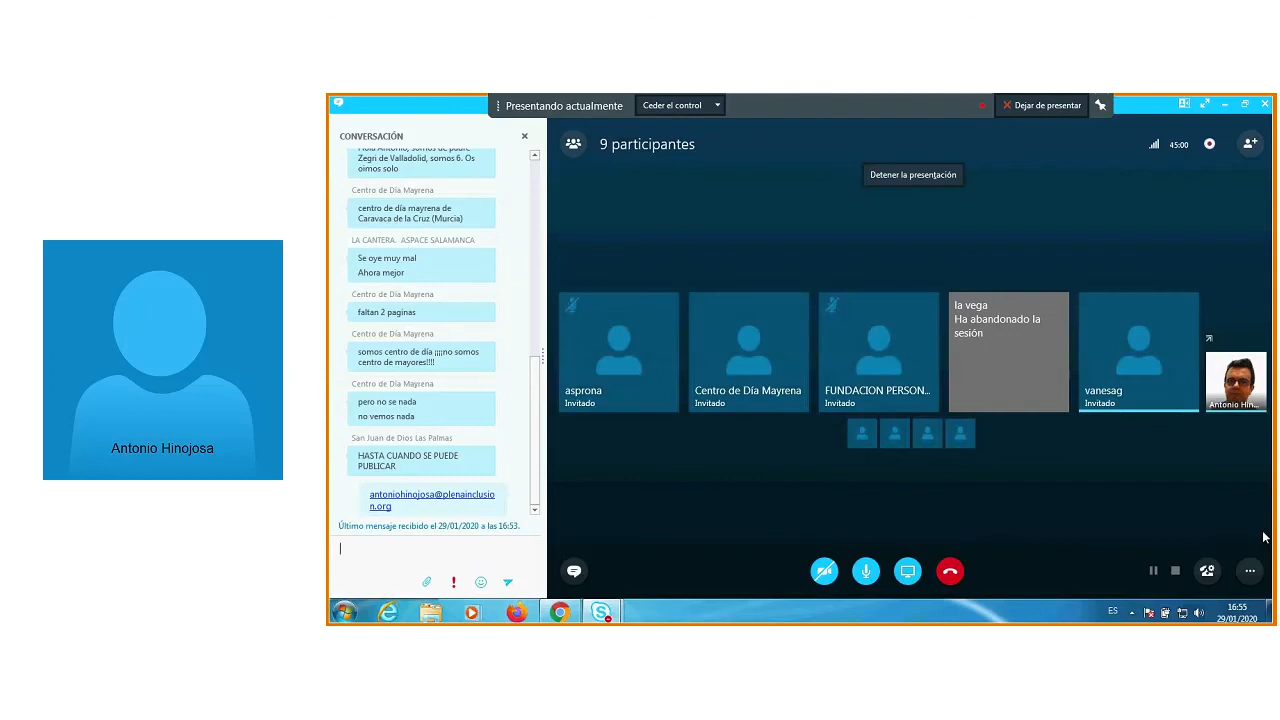 Antonio Hinojosa
Presentando actualmente
Ceder el control
Dejar de presentar
CONVERSACIÓN
9 participantes
45:00
Detener la presentación
Zegri de Valladolid, somos 6. Os
oimos solo
Centro de Día Mayrena
centro de día mayrena de
Caravaca de la Cruz (Murcia)
LA CANTERA. ASPACE SALAMANCA
Se oye muy mal
Ahora mejor
Centro de Día Mayrena
faltan 2 paginas
Centro de Día Mayrena
somos centro de día ¡¡¡¡no somos
centro de mayores!!!!
Centro de Día Mayrena
pero no se nada
no vemos nada
San Juan de Dios Las Palmas
HASTA CUANDO SE PUEDE
PUBLICAR
antoniohinojosa@plenainclusio
n.org
Último mensaje recibido el 29/01/2020 a las 16:53.
asprona
Invitado
Centro de Día Mayrena
Invitado
FUNDACION PERSON...
Invitado
la vega
Ha abandonado la
sesión
vanesag
Invitado
Antonio Hin...
ES
16:55
29/01/2020